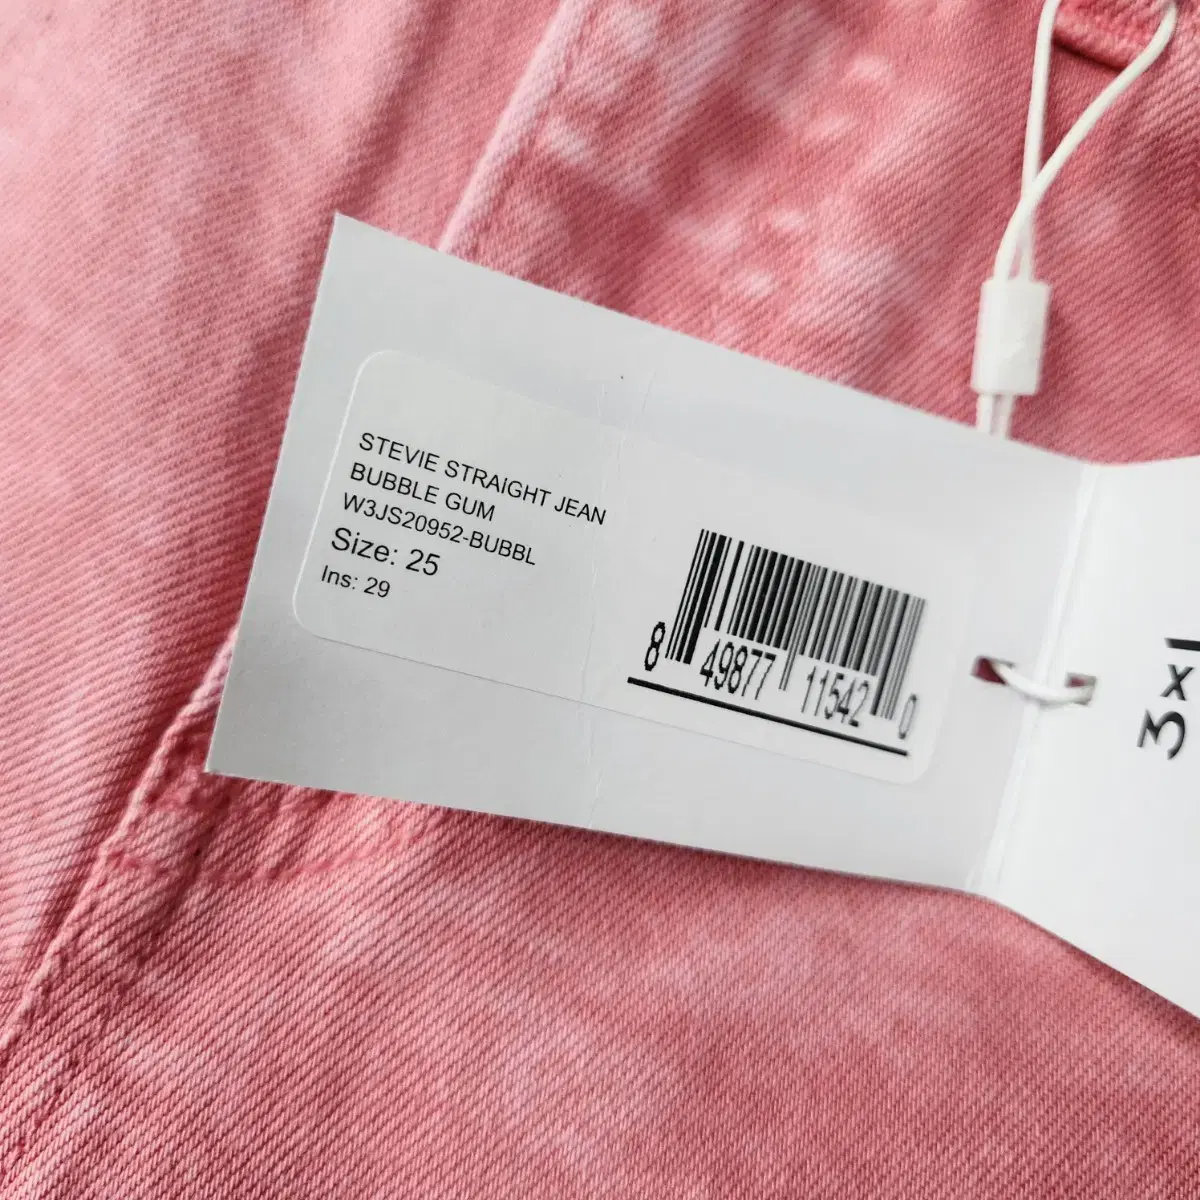 STEVIE STRAIGHT JEAN
BUBBLE GUM
W3JS20952-BUBBL
Size: 25
Ins: 29
8 49877 11542 0
3x1